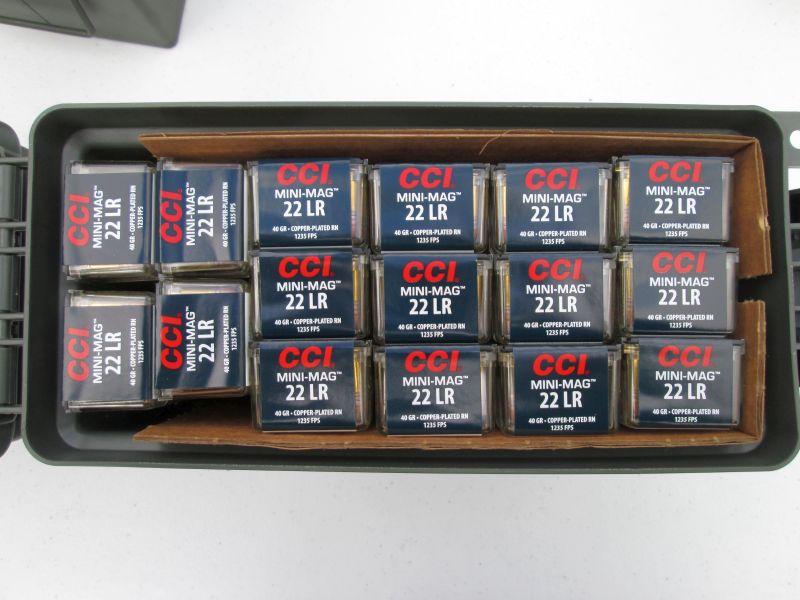 CCI
MINI-MAG™
22 LR
40 GR • COPPER-PLATED RN
1235 FPS
CCI
MINI-MAG™
22 LR
40 GR • COPPER-PLATED RN
1235 FPS
CCI
MINI-MAG™
22 LR
40 GR • COPPER-PLATED RN
1235 FPS
CCI
MINI-MAG™
22 LR
40 GR • COPPER-PLATED RN
1235 FPS
CCI
MINI-MAG™
22 LR
40 GR • COPPER-PLATED RN
1235 FPS
CCI
MINI-MAG™
22 LR
40 GR • COPPER-PLATED RN
1235 FPS
CCI
MINI-MAG™
22 LR
40 GR • COPPER-PLATED RN
1235 FPS
CCI
MINI-MAG™
22 LR
40 GR • COPPER-PLATED RN
1235 FPS
CCI
MINI-MAG™
22 LR
40 GR • COPPER-PLATED RN
1235 FPS
CCI
MINI-MAG™
22 LR
40 GR • COPPER-PLATED RN
1235 FPS
CCI
MINI-MAG™
22 LR
40 GR • COPPER-PLATED RN
1235 FPS
CCI
MINI-MAG™
22 LR
40 GR • COPPER-PLATED RN
1235 FPS
CCI
MINI-MAG™
22 LR
40 GR • COPPER-PLATED RN
1235 FPS
CCI
MINI-MAG™
22 LR
40 GR • COPPER-PLATED RN
1235 FPS
CCI
MINI-MAG™
22 LR
40 GR • COPPER-PLATED RN
1235 FPS
CCI
MINI-MAG™
22 LR
40 GR • COPPER-PLATED RN
1235 FPS